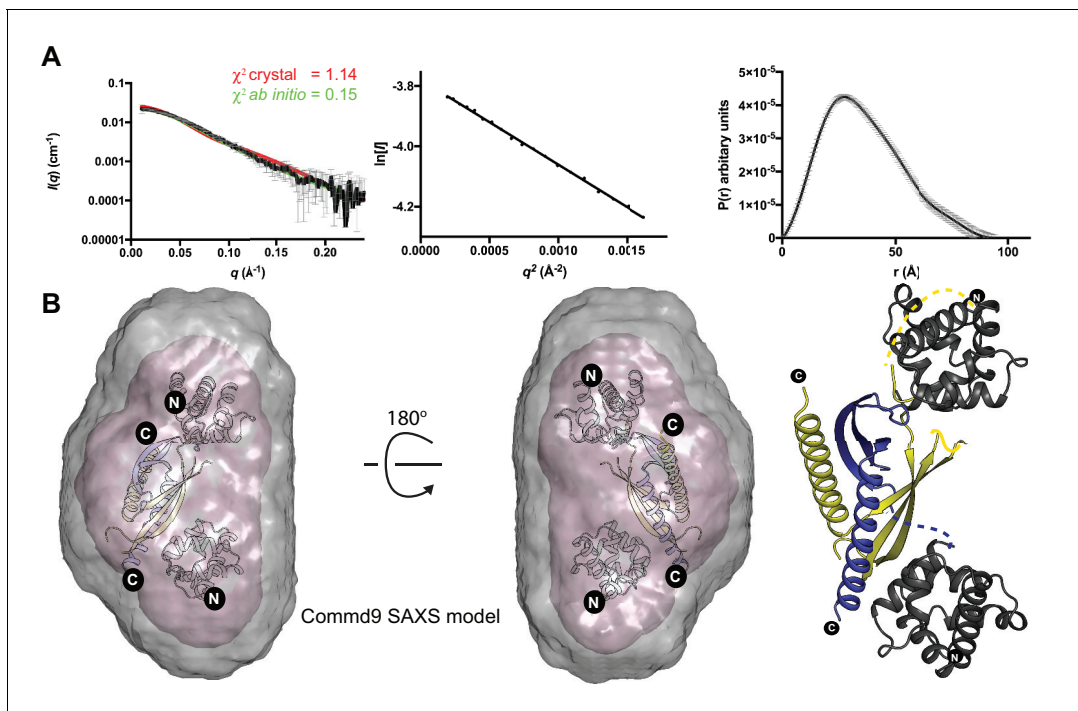 A
χ² crystal = 1.14
χ² ab initio = 0.15
0.1
0.01
0.001
0.0001
0.00001
I(q) (cm⁻¹)
0.00 0.05 0.10 0.15 0.20
q (Å⁻¹)
-3.8
-4.0
-4.2
ln[I]
0.0000 0.0005 0.0010 0.0015
q² (Å⁻²)
5×10⁻⁵
4×10⁻⁵
3×10⁻⁵
2×10⁻⁵
1×10⁻⁵
0
P(r) arbitary units
0 50 100
r (Å)
B
N
C
C
N
180°
N
C
C
N
Commd9 SAXS model
N
C
C
N